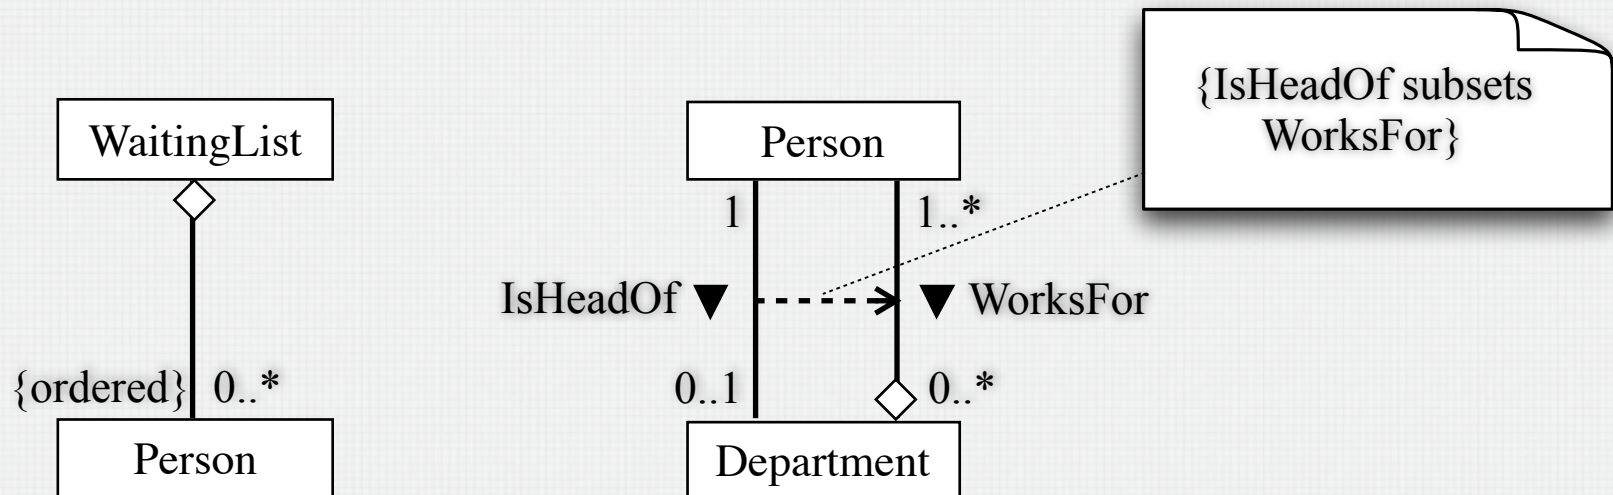 WaitingList
{ordered} 0..*
Person
Person
1 1..*
IsHeadOf WorksFor
0..1 0..*
Department
{IsHeadOf subsets
WorksFor}